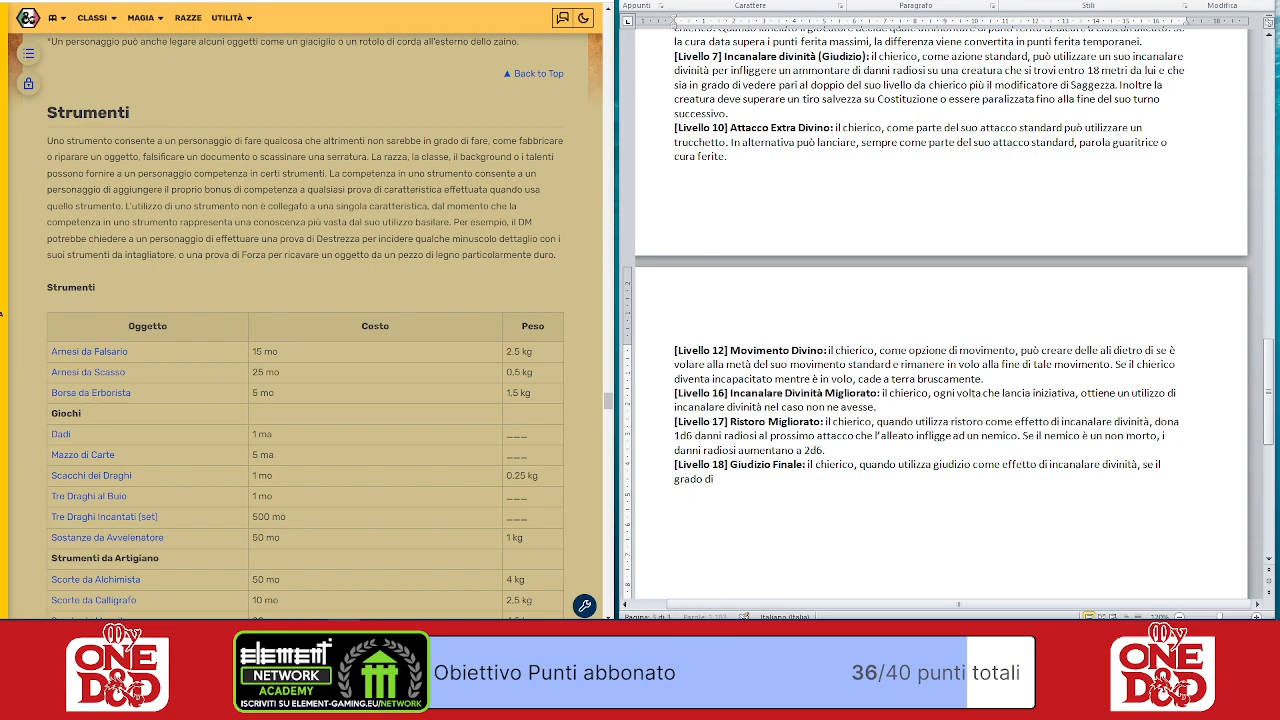 CLASSI MAGIA RAZZE UTILITÀ
*Un personaggio può anche legare alcuni oggetti come un giaciglio o un rotolo di corda all'esterno dello zaino.
▲ Back to Top
Strumenti
Uno strumento consente a un personaggio di fare qualcosa che altrimenti non sarebbe in grado di fare, come fabbricare
o riparare un oggetto, falsificare un documento o scassinare una serratura. La razza, la classe, il background o i talenti
possono fornire a un personaggio competenza in certi strumenti. La competenza in uno strumento consente a un
personaggio di aggiungere il proprio bonus di competenza a qualsiasi prova di caratteristica effettuata quando usa
quello strumento. L'utilizzo di uno strumento non è collegato a una singola caratteristica, dal momento che la
competenza in uno strumento rappresenta una conoscenza più vasta dal suo utilizzo basilare. Per esempio, il DM
potrebbe chiedere a un personaggio di effettuare una prova di Destrezza per incidere qualche minuscolo dettaglio con i
suoi strumenti da intagliatore, o una prova di Forza per ricavare un oggetto da un pezzo di legno particolarmente duro.
Strumenti
Oggetto Costo Peso
Arnesi da Falsario 15 mo 2.5 kg
Arnesi da Scasso 25 mo 0,5 kg
Borsa da Erborista 5 mo 1,5 kg
Giochi
Dadi 1 ma ___
Mazzo di Carte 5 ma ___
Scacchi dei Draghi 1 mo 0,25 kg
Tre Draghi al Buio 1 mo ___
Tre Draghi Incantati (set) 500 mo ___
Sostanze da Avvelenatore 50 mo 1 kg
Strumenti da Artigiano
Scorte da Alchimista 50 mo 4 kg
Scorte da Calligrafo 10 mo 2.5 kg
Appunti Carattere Paragrafo Stili Modifica
la cura data supera i punti ferita massimi, la differenza viene convertita in punti ferita temporanei.
[Livello 7] Incanalare divinità (Giudizio): il chierico, come azione standard, può utilizzare un suo incanalare
divinità per infliggere un ammontare di danni radiosi su una creatura che si trovi entro 18 metri da lui e che
sia in grado di vedere pari al doppio del suo livello da chierico più il modificatore di Saggezza. Inoltre la
creatura deve superare un tiro salvezza su Costituzione o essere paralizzata fino alla fine del suo turno
successivo.
[Livello 10] Attacco Extra Divino: il chierico, come parte del suo attacco standard può utilizzare un
trucchetto. In alternativa può lanciare, sempre come parte del suo attacco standard, parola guaritrice o
cura ferite.
[Livello 12] Movimento Divino: il chierico, come opzione di movimento, può creare delle ali dietro di se è
volare alla metà del suo movimento standard e rimanere in volo alla fine di tale movimento. Se il chierico
diventa incapacitato mentre è in volo, cade a terra bruscamente.
[Livello 16] Incanalare Divinità Migliorato: il chierico, ogni volta che lancia iniziativa, ottiene un utilizzo di
incanalare divinità nel caso non ne avesse.
[Livello 17] Ristoro Migliorato: il chierico, quando utilizza ristoro come effetto di incanalare divinità, dona
1d6 danni radiosi al prossimo attacco che l'alleato infligge ad un nemico. Se il nemico è un non morto, i
danni radiosi aumentano a 2d6.
[Livello 18] Giudizio Finale: il chierico, quando utilizza giudizio come effetto di incanalare divinità, se il
grado di
My
ONE
D&D
element
NETWORK
ACADEMY
ISCRIVITI SU ELEMENT-GAMING.EU/NETWORK
Obiettivo Punti abbonato 36/40 punti totali
My
ONE
D&D